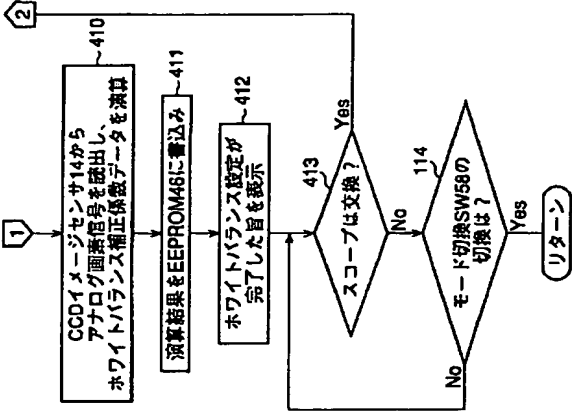 1
2
CCDイメージセンサ14から
アナログ画素信号を読出し、
ホワイトバランス補正係数データを演算
410
演算結果をEEPROM46に書込み
411
ホワイトバランス設定が
完了した旨を表示
412
スコープは交換?
413
Yes
No
モード切換SW58の
切換は?
114
No
Yes
リターン